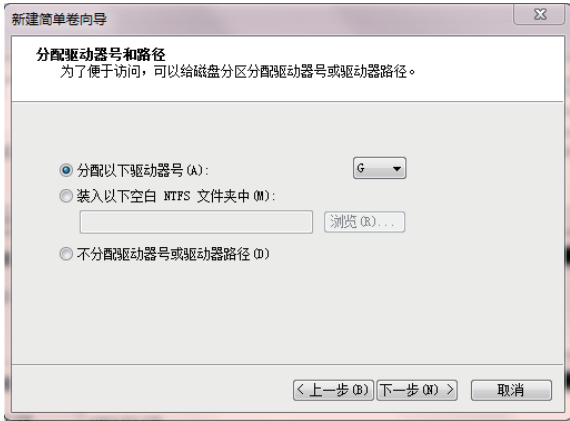 新建简单卷向导
分配驱动器号和路径
为了便于访问，可以给磁盘分区分配驱动器号或驱动器路径。
分配以下驱动器号(A):
G
装入以下空白 NTFS 文件夹中(M):
浏览(R)...
不分配驱动器号或驱动器路径(D)
< 上一步(B)
下一步(N) >
取消